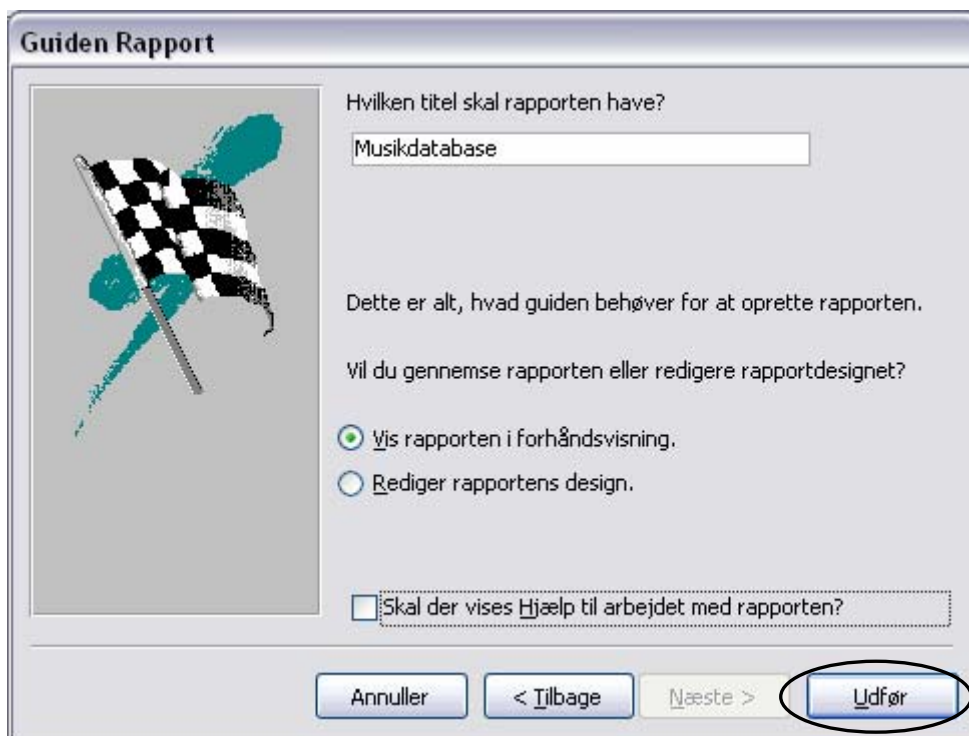 Guiden Rapport
Hvilken titel skal rapporten have?
Musikdatabase
Dette er alt, hvad guiden behøver for at oprette rapporten.
Vil du gennemse rapporten eller redigere rapportdesignet?
Vis rapporten i forhåndsvisning.
Rediger rapportens design.
Skal der vises Hjælp til arbejdet med rapporten?
Annuller < Tilbage Næste > Udfør